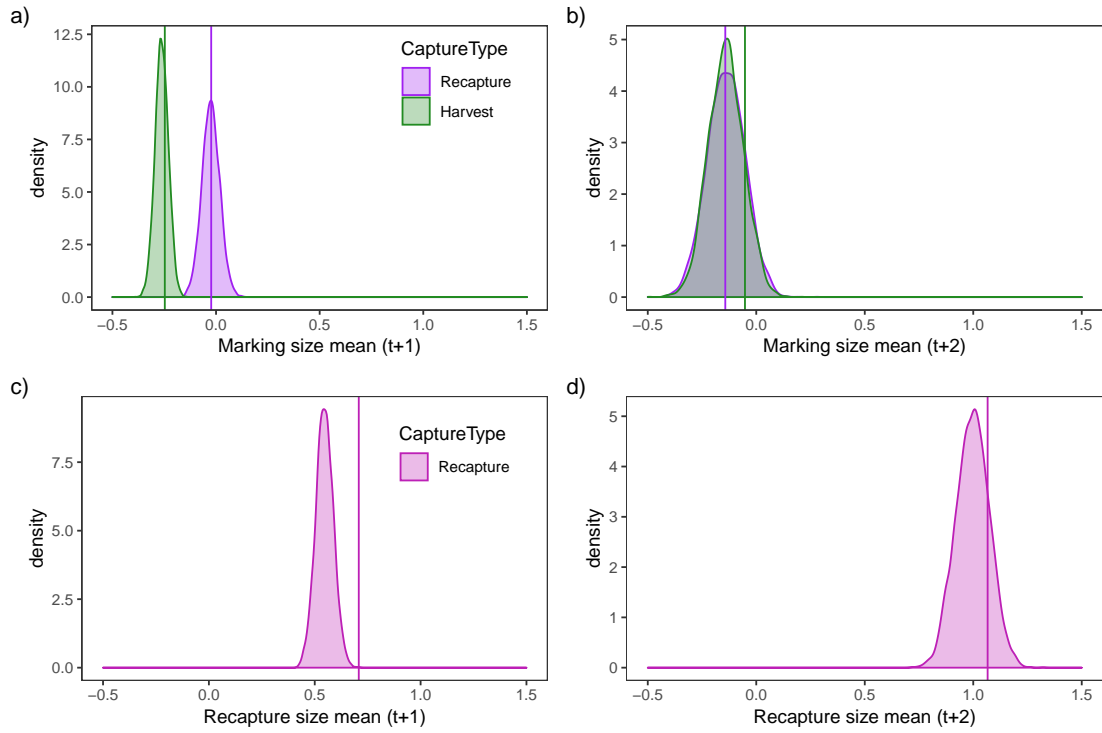 a)
12.5
10.0
7.5
5.0
2.5
0.0
density
CaptureType
Recapture
Harvest
−0.5 0.0 0.5 1.0 1.5
Marking size mean (t+1)
b)
5
4
3
2
1
0
density
−0.5 0.0 0.5 1.0 1.5
Marking size mean (t+2)
c)
7.5
5.0
2.5
0.0
density
CaptureType
Recapture
−0.5 0.0 0.5 1.0 1.5
Recapture size mean (t+1)
d)
5
4
3
2
1
0
density
−0.5 0.0 0.5 1.0 1.5
Recapture size mean (t+2)